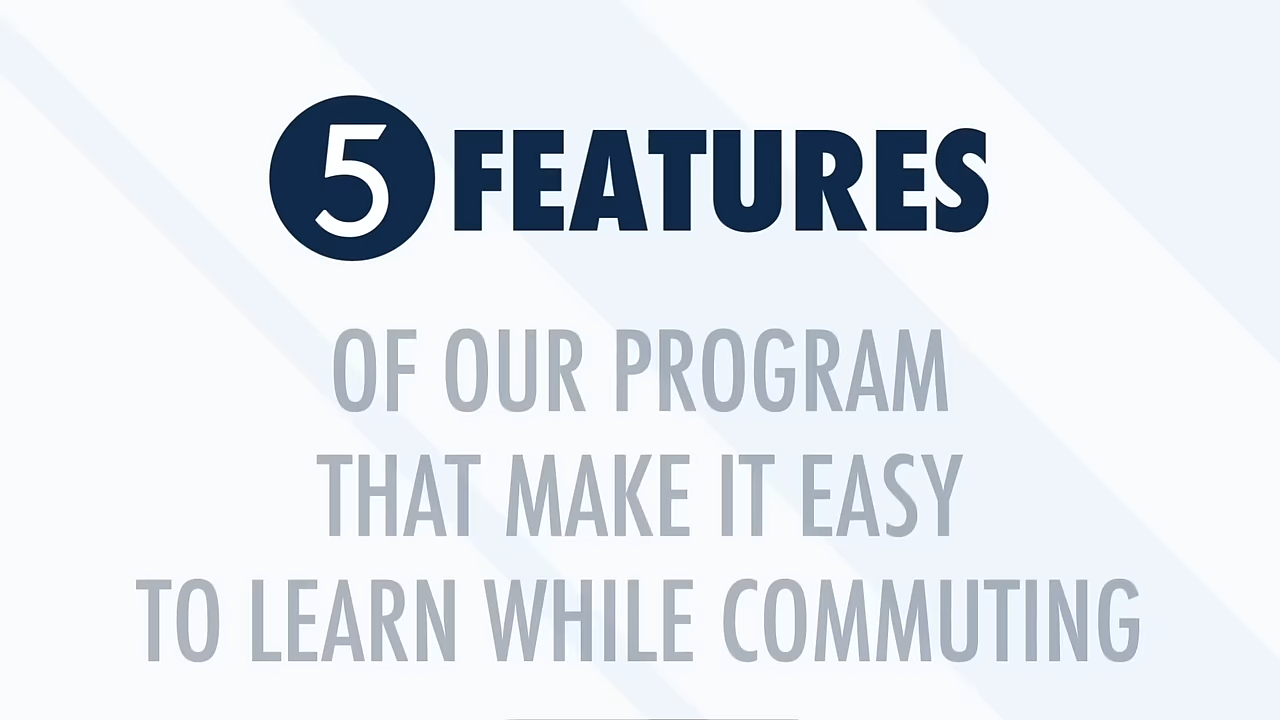 5 FEATURES
OF OUR PROGRAM
THAT MAKE IT EASY
TO LEARN WHILE COMMUTING